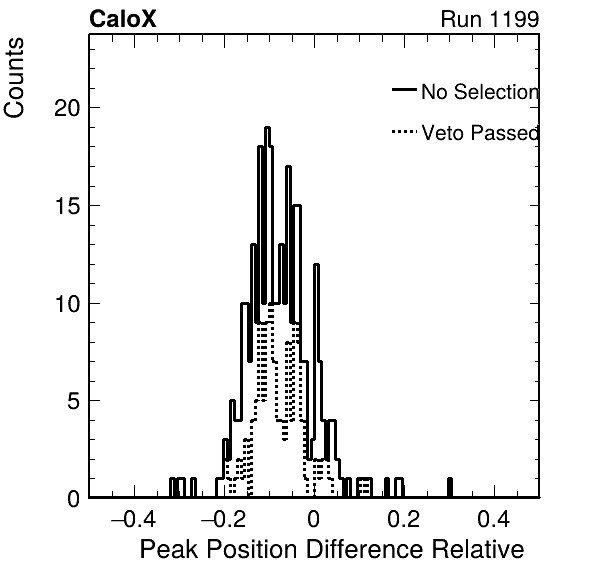 CaloX Run 1199
Counts
No Selection
Veto Passed
20
15
10
5
0
−0.4 −0.2 0 0.2 0.4
Peak Position Difference Relative